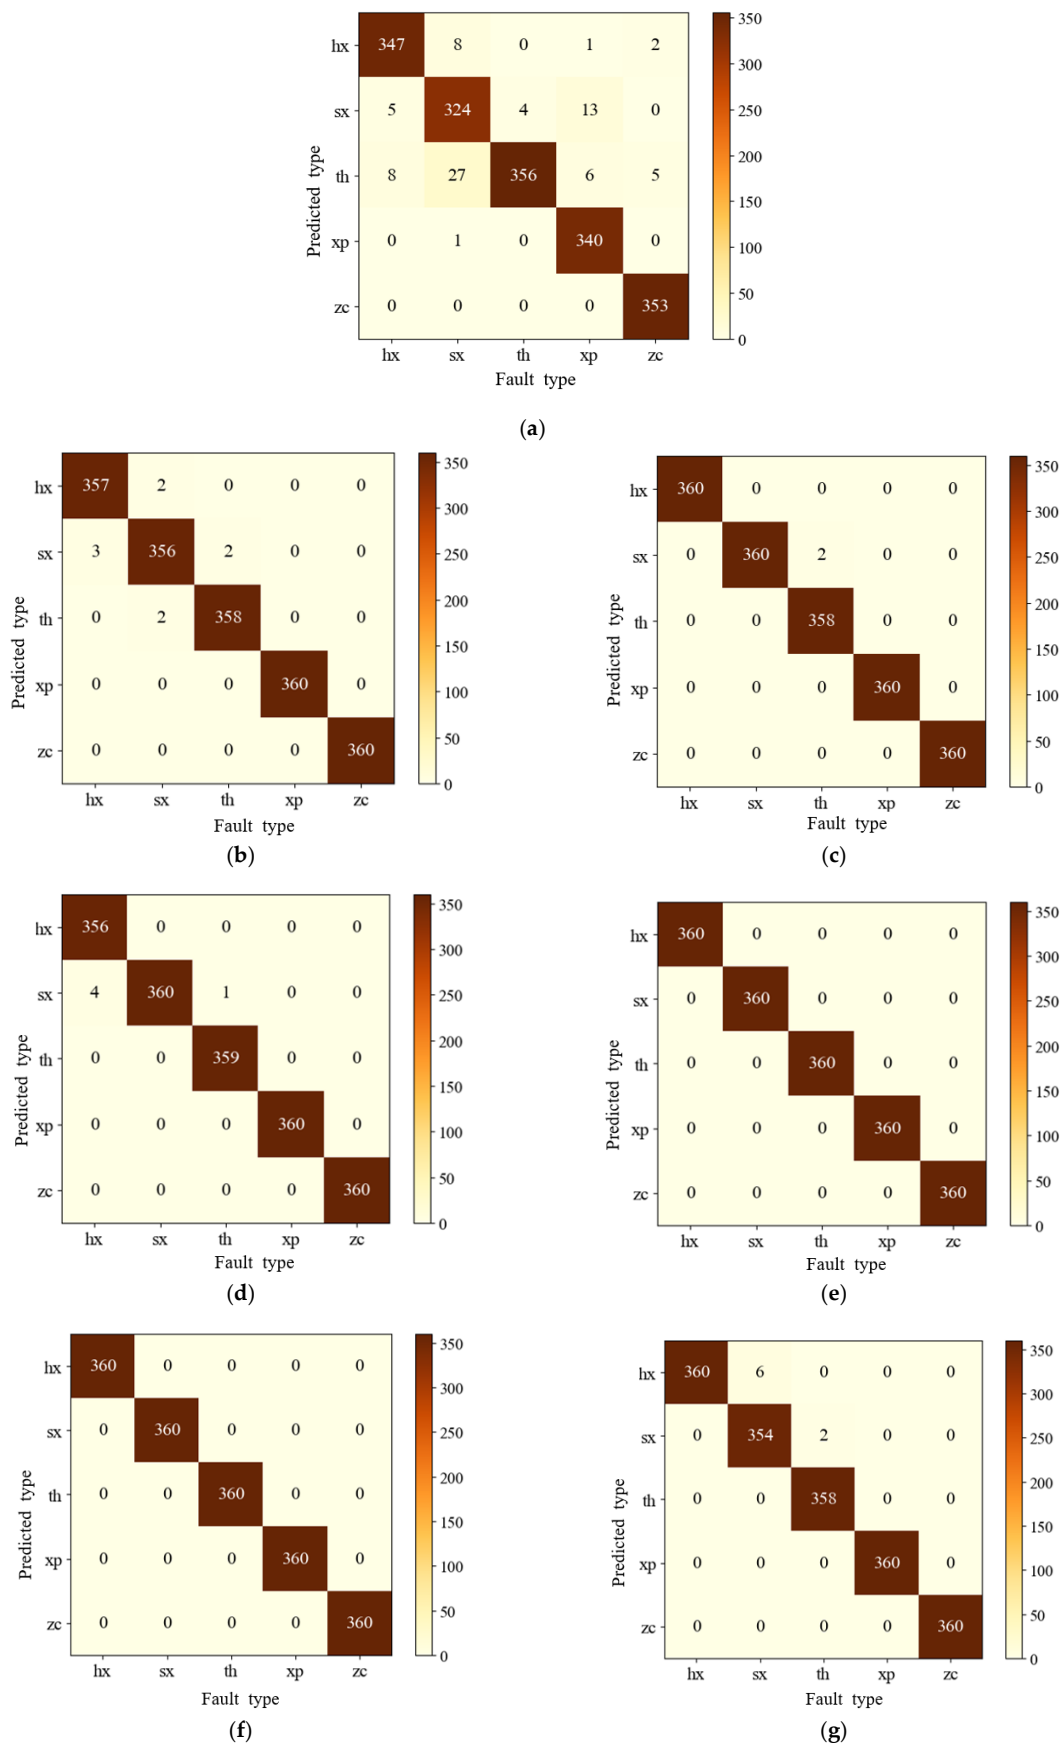 350
hx 347 8 0 1 2
300
sx 5 324 4 13 0
250
200
th 8 27 356 6 5
150
xp 0 1 0 340 0
100
50
zc 0 0 0 0 353
0
Predicted type
hx sx th xp zc
Fault type
(a)
350
hx 357 2 0 0 0
300
sx 3 356 2 0 0
250
200
th 0 2 358 0 0
150
xp 0 0 0 360 0
100
50
zc 0 0 0 0 360
0
Predicted type
hx sx th xp zc
Fault type
(b)
350
hx 360 0 0 0 0
300
sx 0 360 2 0 0
250
200
th 0 0 358 0 0
150
xp 0 0 0 360 0
100
50
zc 0 0 0 0 360
0
Predicted type
hx sx th xp zc
Fault type
(c)
350
hx 356 0 0 0 0
300
sx 4 360 1 0 0
250
200
th 0 0 359 0 0
150
xp 0 0 0 360 0
100
50
zc 0 0 0 0 360
0
Predicted type
hx sx th xp zc
Fault type
(d)
350
hx 360 0 0 0 0
300
sx 0 360 0 0 0
250
200
th 0 0 360 0 0
150
xp 0 0 0 360 0
100
50
zc 0 0 0 0 360
0
Predicted type
hx sx th xp zc
Fault type
(e)
350
hx 360 0 0 0 0
300
sx 0 360 0 0 0
250
200
th 0 0 360 0 0
150
xp 0 0 0 360 0
100
50
zc 0 0 0 0 360
0
Predicted type
hx sx th xp zc
Fault type
(f)
350
hx 360 6 0 0 0
300
sx 0 354 2 0 0
250
200
th 0 0 358 0 0
150
xp 0 0 0 360 0
100
50
zc 0 0 0 0 360
0
Predicted type
hx sx th xp zc
Fault type
(g)